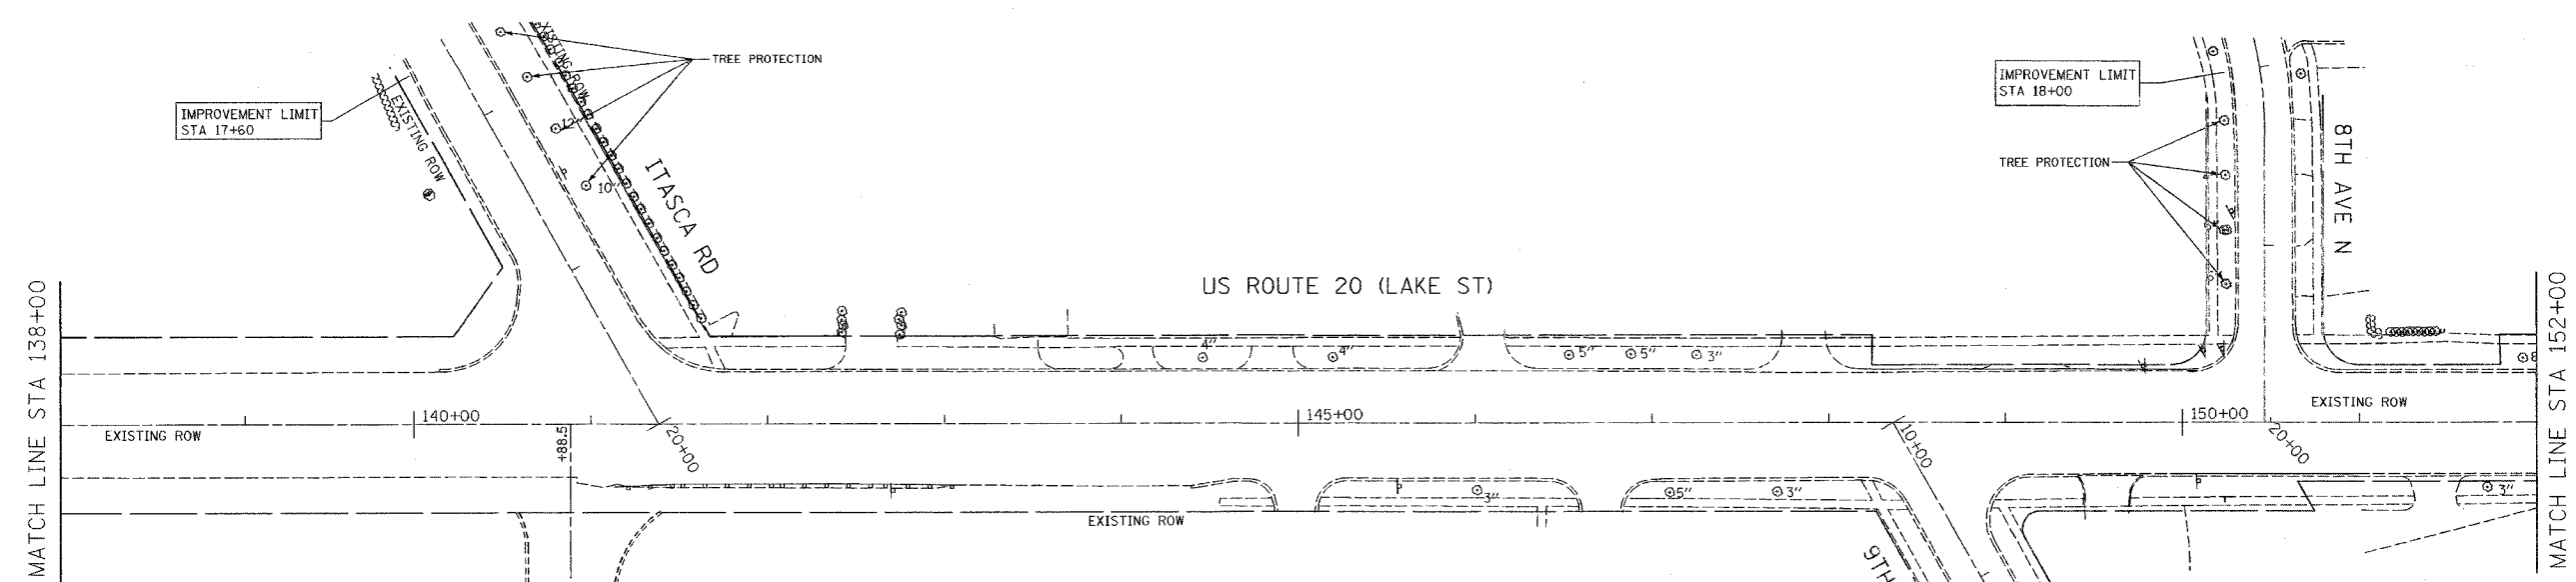 TREE PROTECTION
IMPROVEMENT LIMIT
STA 17+60
EXISTING ROW
EXISTING ROW
12"
10"
ITASCA RD
IMPROVEMENT LIMIT
STA 18+00
TREE PROTECTION
8TH AVE N
US ROUTE 20 (LAKE ST)
MATCH LINE STA 138+00
MATCH LINE STA 152+00
4"
4"
5"
5"
3"
8
140+00
145+00
150+00
EXISTING ROW
EXISTING ROW
+88.5
20+00
10+00
20+00
3"
5"
3"
3"
EXISTING ROW
9TH